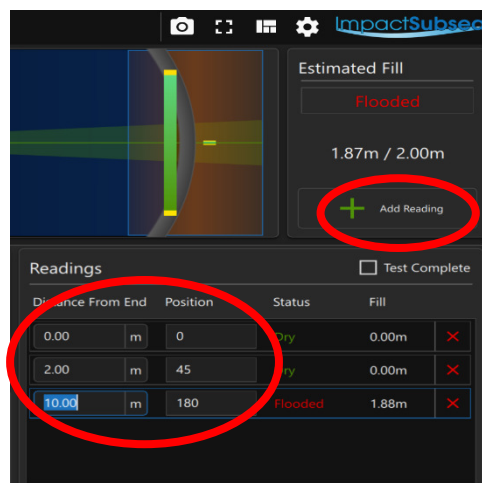 ImpactSubsea
Estimated Fill
Flooded
1.87m / 2.00m
Add Reading
Readings
Test Complete
Distance From End Position Status Fill
0.00 m 0 Dry 0.00m
2.00 m 45 Dry 0.00m
10.00 m 180 Flooded 1.88m